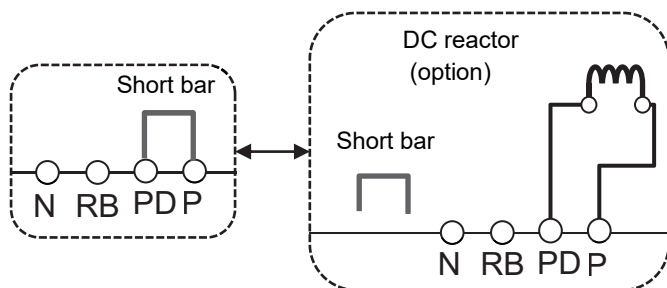 Short bar
N RB PD P
DC reactor
(option)
Short bar
N RB PD P